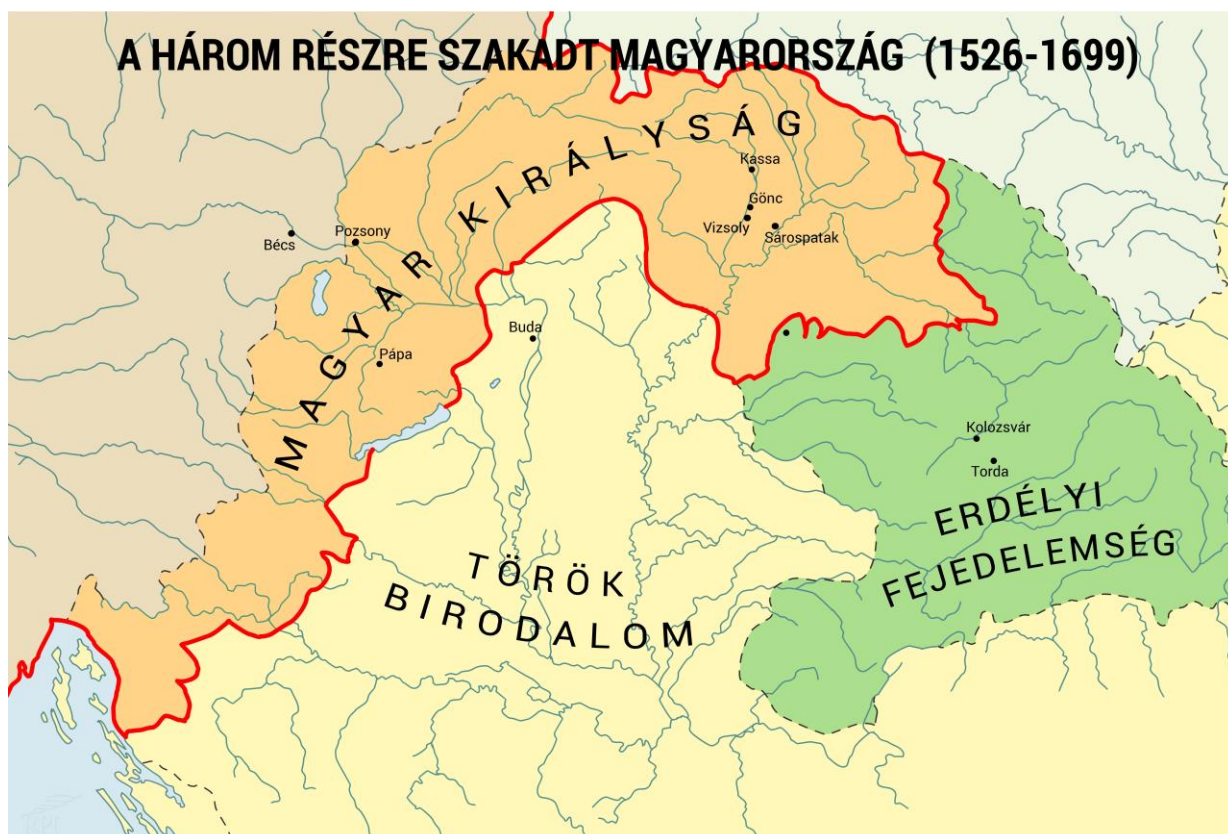 A HÁROM RÉSZRE SZAKADT MAGYARORSZÁG (1526-1699)
MAGYAR KIRÁLYSÁG
Kassa
Gönc
Vizsoly
Sárospatak
Pozsony
Bécs
Buda
Pápa
Kolozsvár
Torda
ERDÉLYI
FEJEDELEMSÉG
TÖRÖK
BIRODALOM